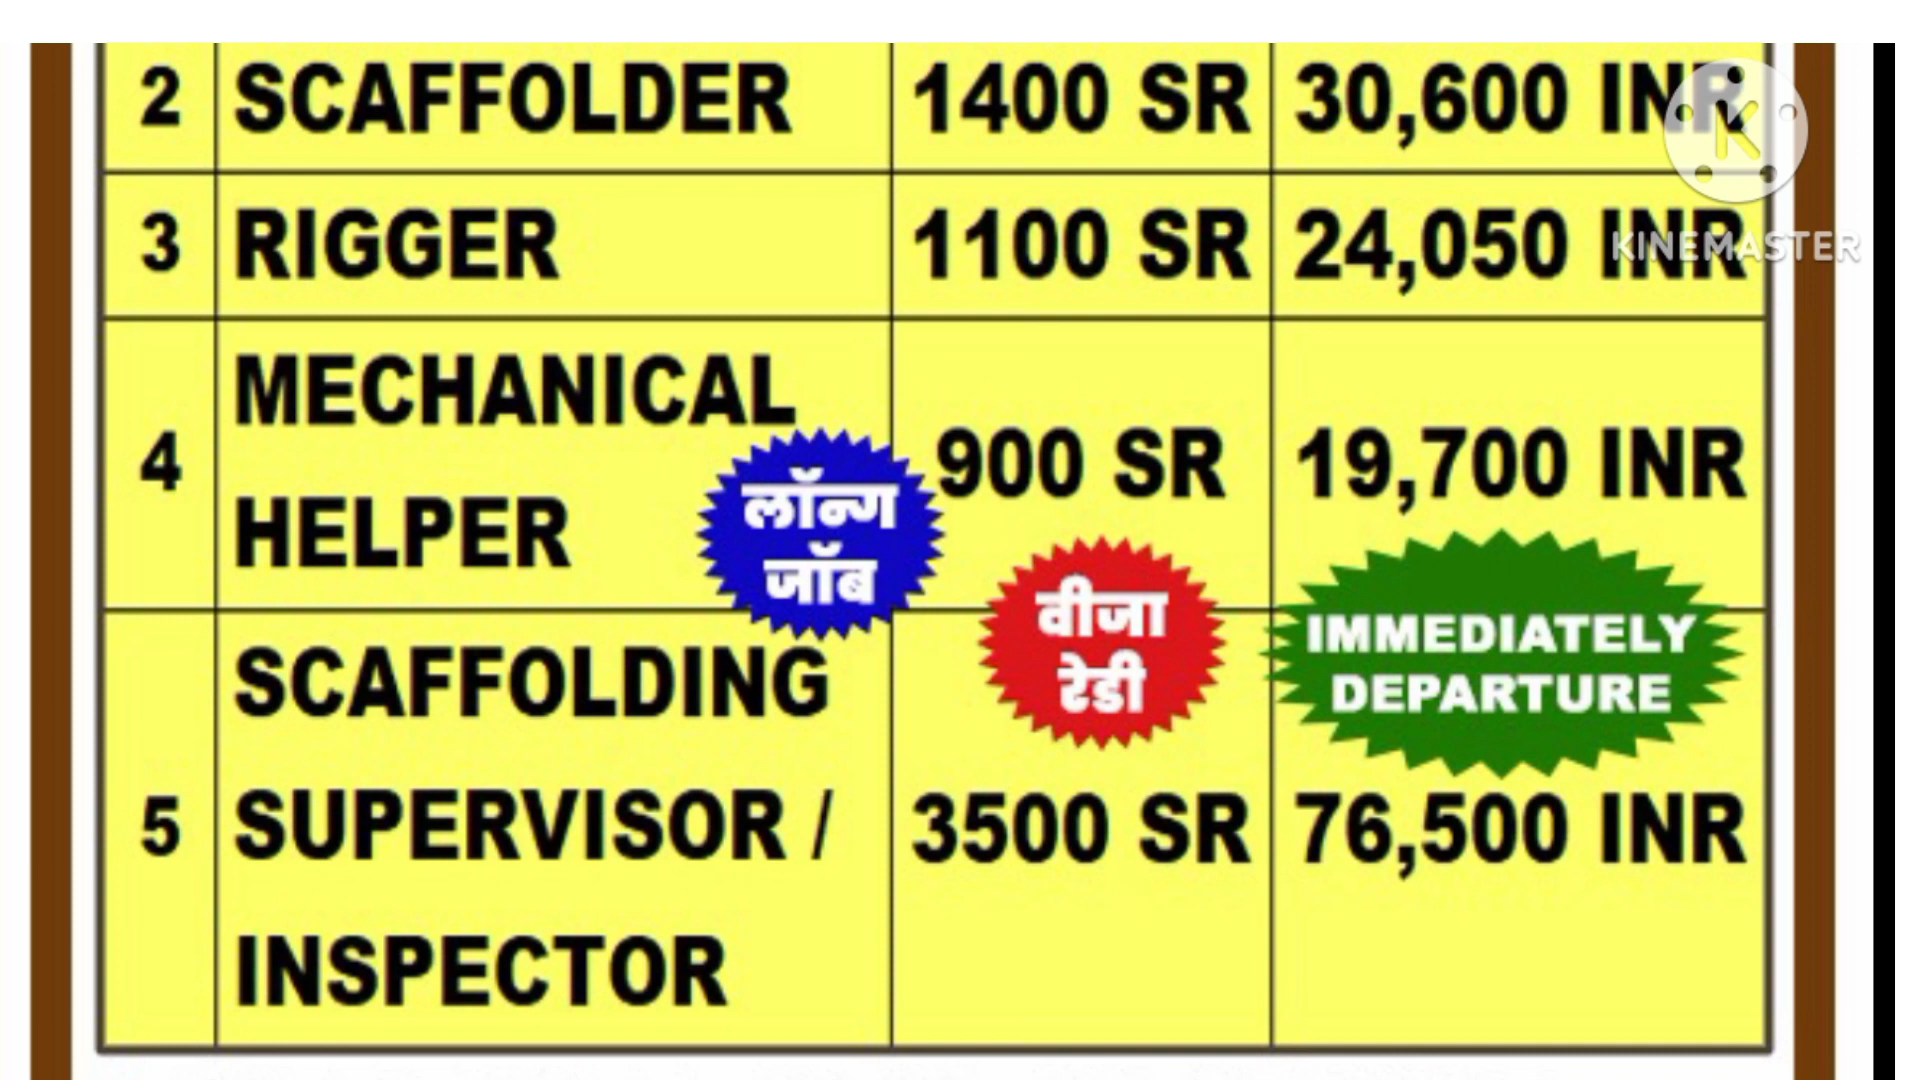 2 SCAFFOLDER 1400 SR 30,600 INR
3 RIGGER 1100 SR 24,050 INR
KINEMASTER
MECHANICAL
4 900 SR 19,700 INR
HELPER
लॉन्ग
जॉब
वीजा
रेडी
IMMEDIATELY
DEPARTURE
SCAFFOLDING
5 SUPERVISOR / 3500 SR 76,500 INR
INSPECTOR